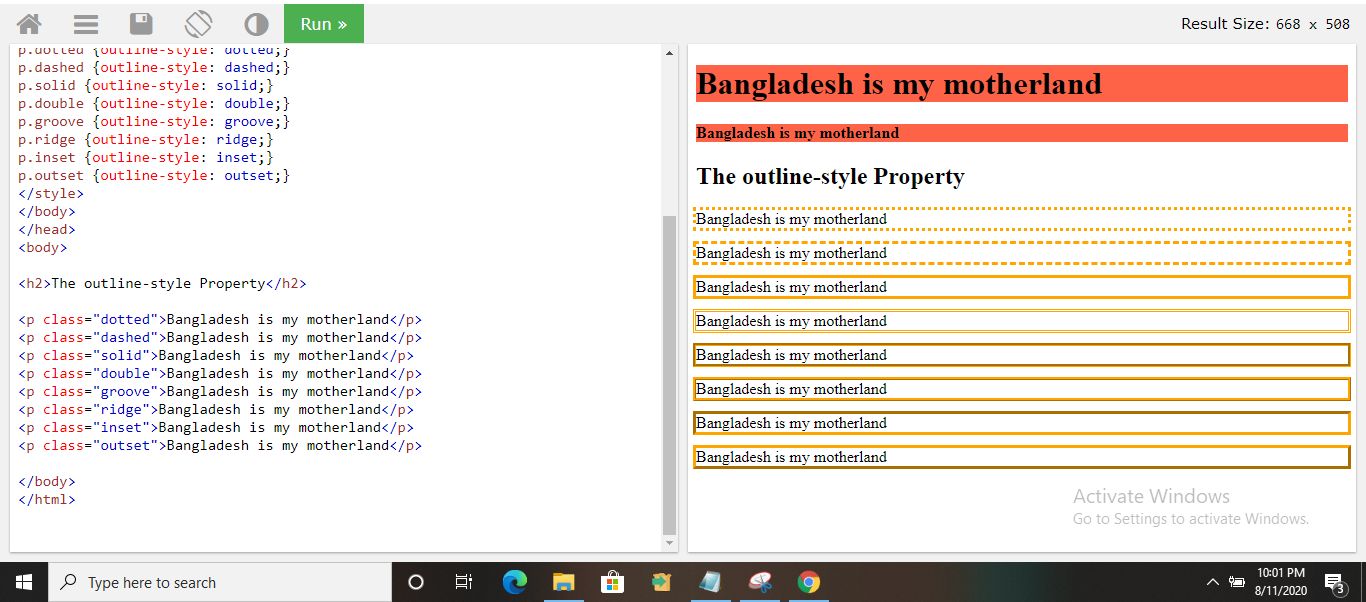 Run »
Result Size: 668 x 508
p.dotted {outline-style: dotted;}
p.dashed {outline-style: dashed;}
p.solid {outline-style: solid;}
p.double {outline-style: double;}
p.groove {outline-style: groove;}
p.ridge {outline-style: ridge;}
p.inset {outline-style: inset;}
p.outset {outline-style: outset;}
</style>
</body>
</head>
<body>
<h2>The outline-style Property</h2>
<p class="dotted">Bangladesh is my motherland</p>
<p class="dashed">Bangladesh is my motherland</p>
<p class="solid">Bangladesh is my motherland</p>
<p class="double">Bangladesh is my motherland</p>
<p class="groove">Bangladesh is my motherland</p>
<p class="ridge">Bangladesh is my motherland</p>
<p class="inset">Bangladesh is my motherland</p>
<p class="outset">Bangladesh is my motherland</p>
</body>
</html>
Bangladesh is my motherland
Bangladesh is my motherland
The outline-style Property
Bangladesh is my motherland
Bangladesh is my motherland
Bangladesh is my motherland
Bangladesh is my motherland
Bangladesh is my motherland
Bangladesh is my motherland
Bangladesh is my motherland
Bangladesh is my motherland
Activate Windows
Go to Settings to activate Windows.
Type here to search
10:01 PM
8/11/2020
3